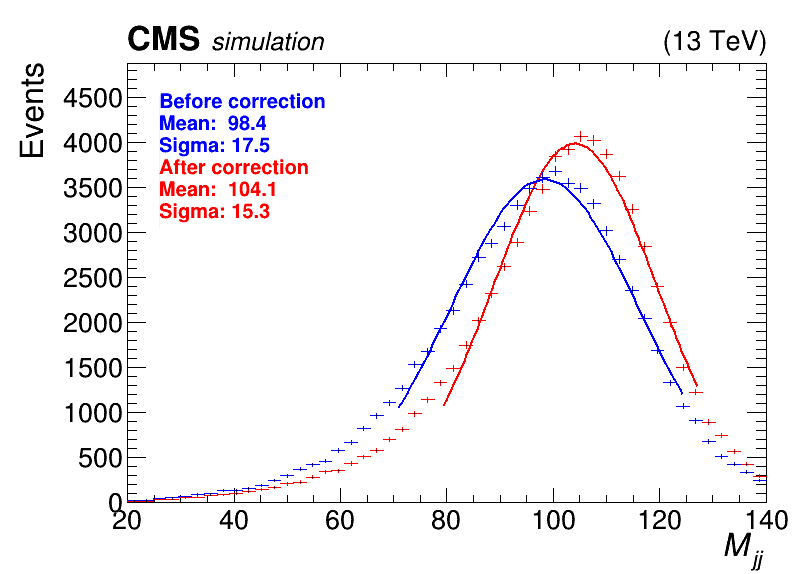 CMS simulation (13 TeV)
Events
4500
4000
3500
3000
2500
2000
1500
1000
500
0
Before correction
Mean: 98.4
Sigma: 17.5
After correction
Mean: 104.1
Sigma: 15.3
20 40 60 80 100 120 140
M_jj